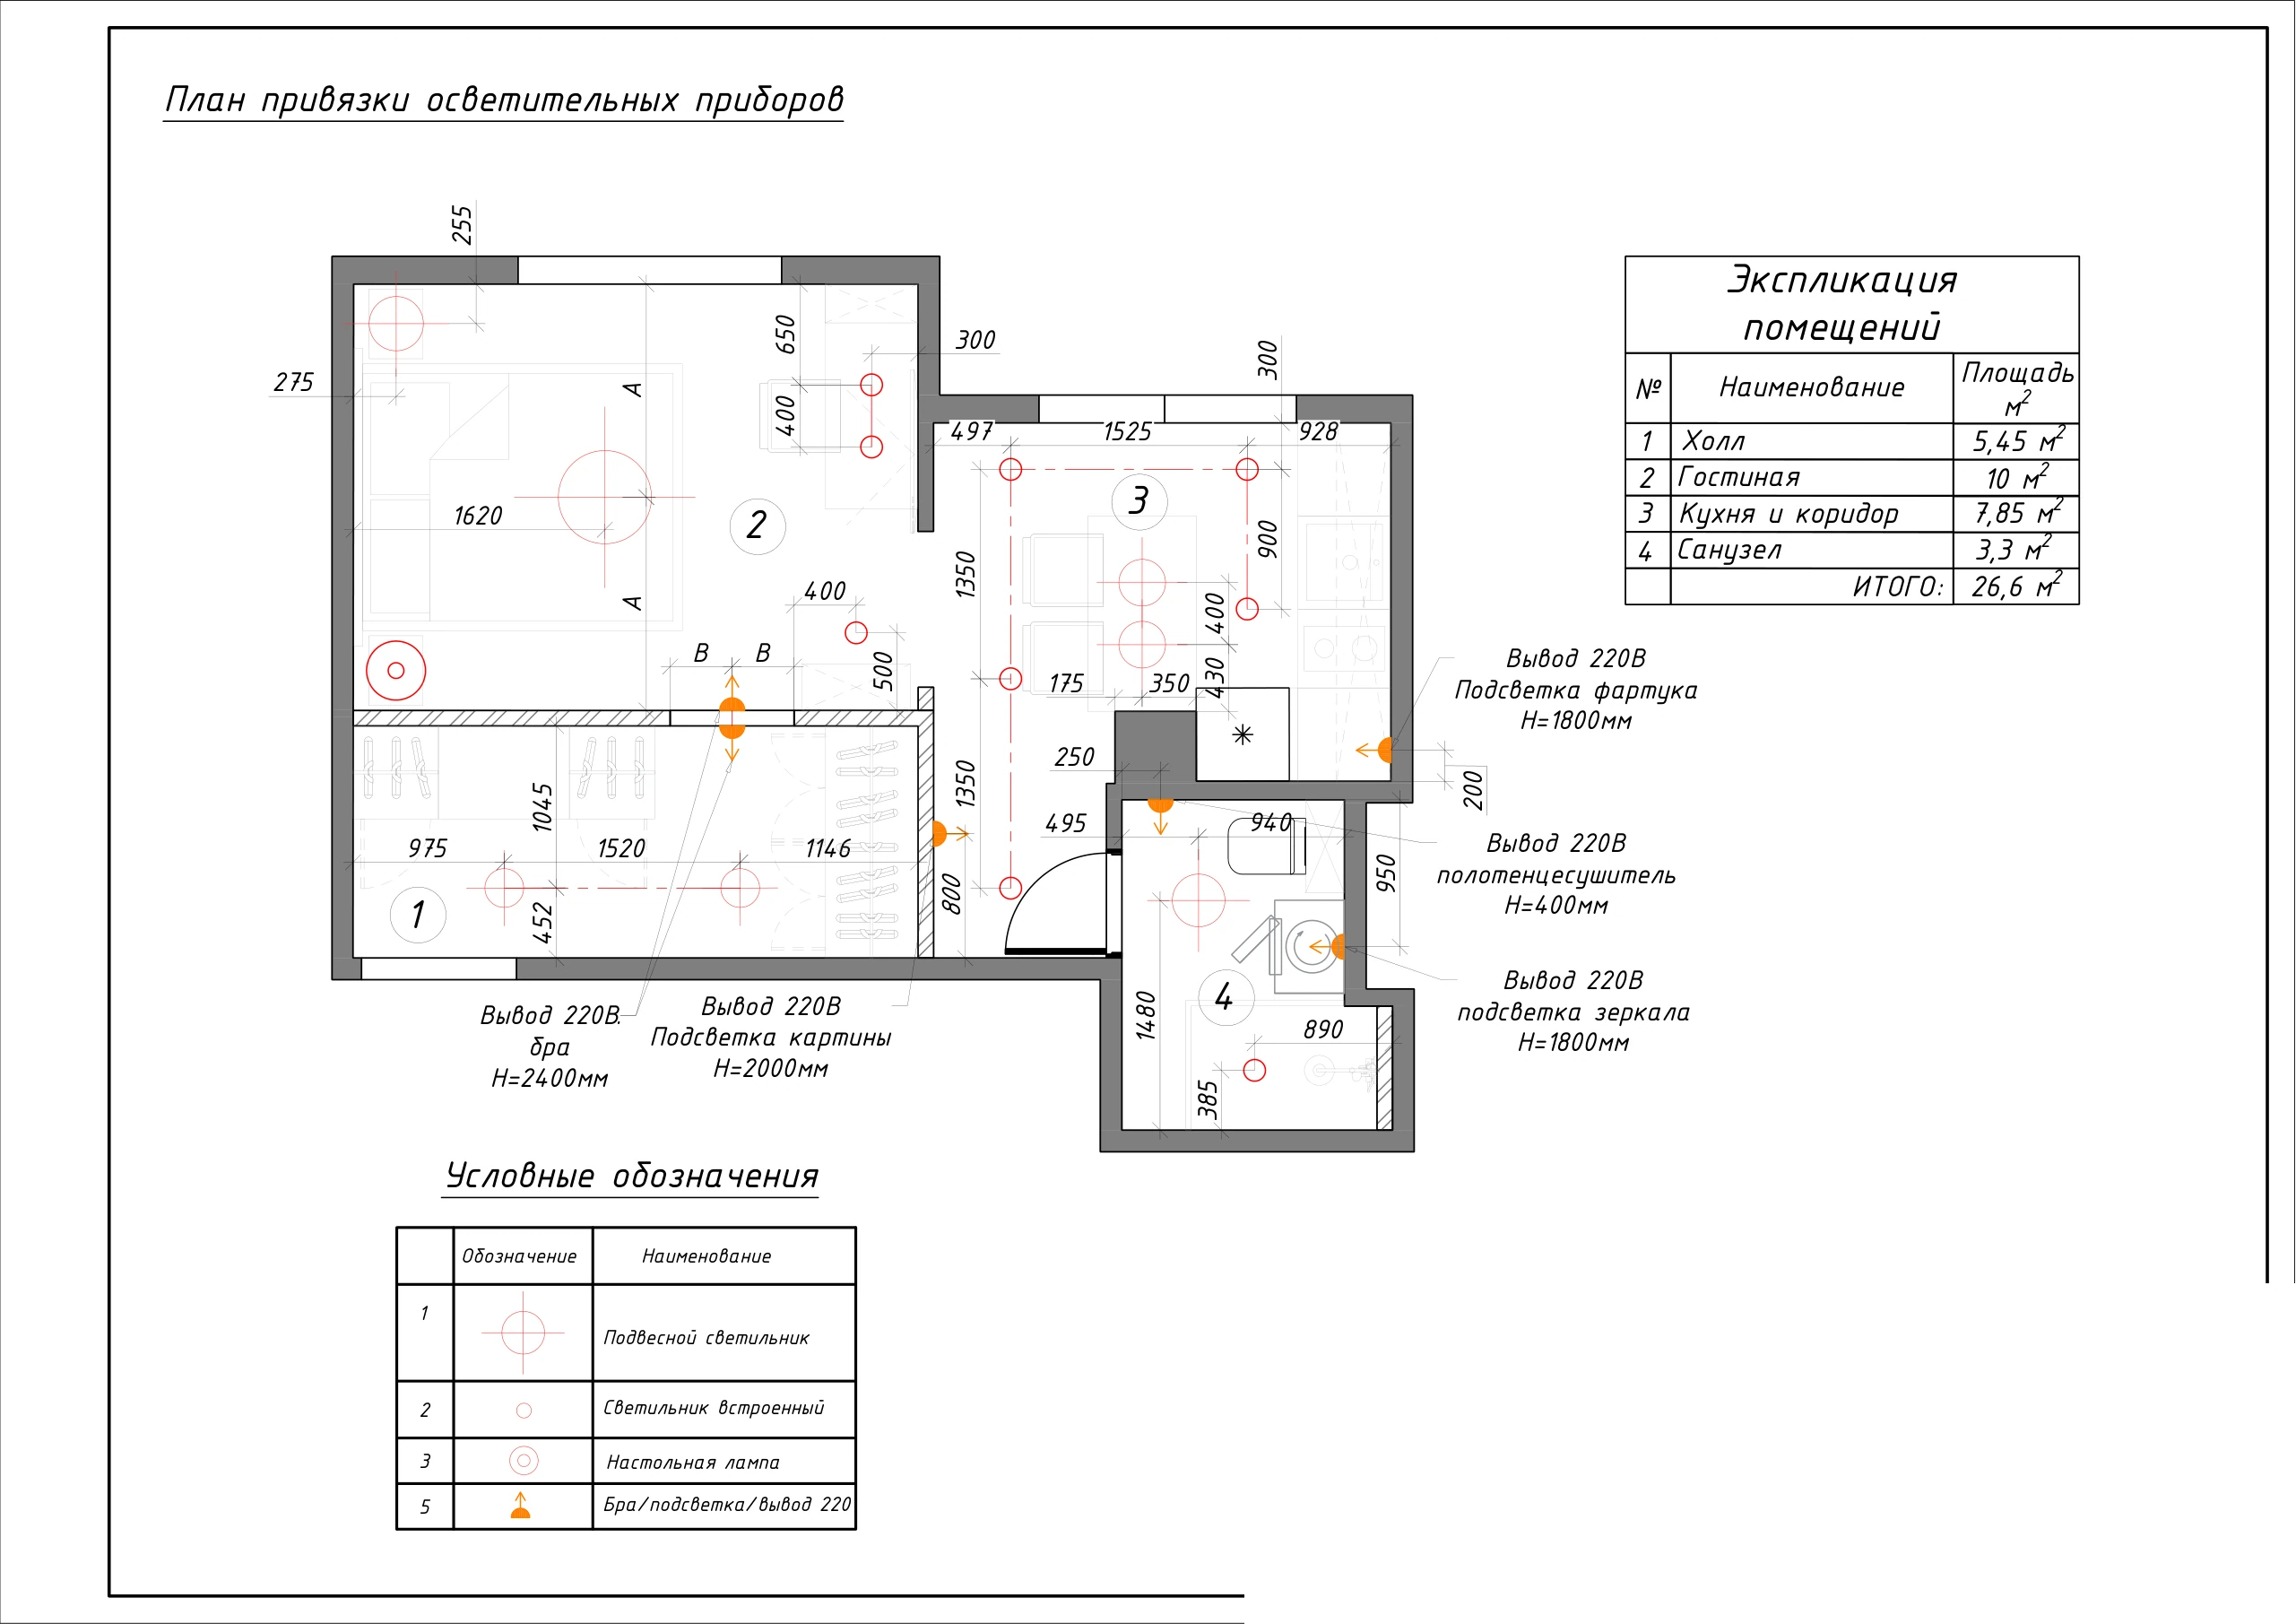 План привязки осветительных приборов
255
650
400
300
275
A
1620
A
2
400
500
B
B
300
497
1525
928
3
1350
900
400
430
175
350
250
1350
1045
975
1520
1146
452
1
800
495
940
200
950
1480
4
890
385
Экспликация
помещений
№ Наименование Площадь м²
1 Холл 5,45 м²
2 Гостиная 10 м²
3 Кухня и коридор 7,85 м²
4 Санузел 3,3 м²
ИТОГО: 26,6 м²
Вывод 220В
Подсветка фартука
H=1800мм
Вывод 220В
полотенцесушитель
H=400мм
Вывод 220В
подсветка зеркала
H=1800мм
Вывод 220В.
бра
H=2400мм
Вывод 220В
Подсветка картины
H=2000мм
Условные обозначения
Обозначение Наименование
1 Подвесной светильник
2 Светильник встроенный
3 Настольная лампа
5 Бра/подсветка/вывод 220